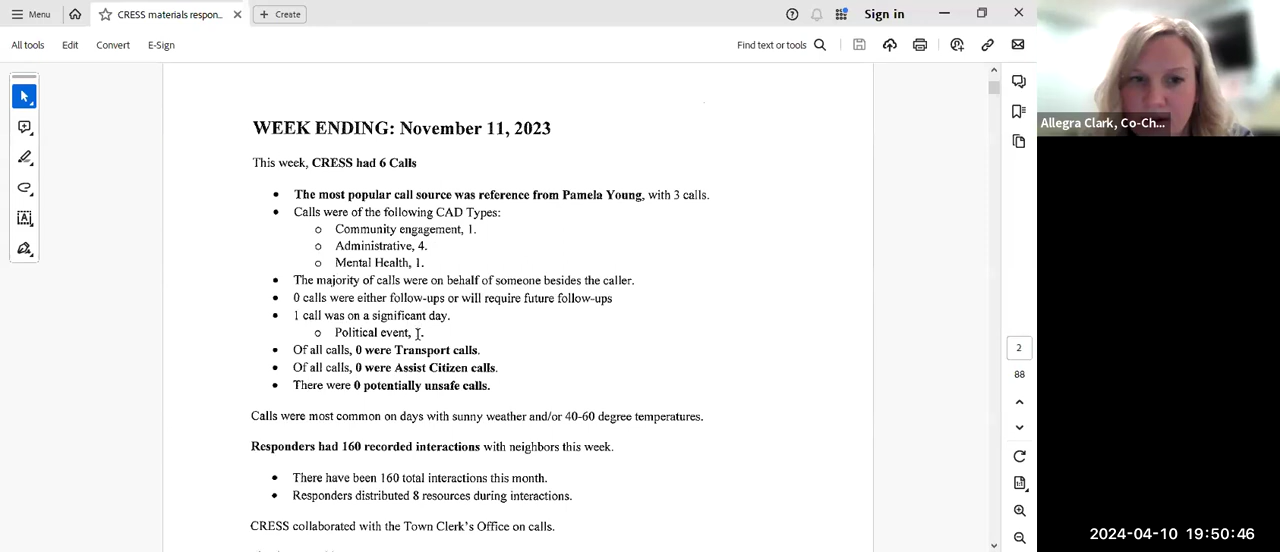 Menu
CRESS materials respon...
Create
Sign in
All tools
Edit
Convert
E-Sign
Find text or tools
Allegra Clark, Co-Ch...
WEEK ENDING: November 11, 2023
This week, CRESS had 6 Calls
The most popular call source was reference from Pamela Young, with 3 calls.
Calls were of the following CAD Types:
Community engagement, 1.
Administrative, 4.
Mental Health, 1.
The majority of calls were on behalf of someone besides the caller.
0 calls were either follow-ups or will require future follow-ups
1 call was on a significant day.
Political event, 1.
Of all calls, 0 were Transport calls.
Of all calls, 0 were Assist Citizen calls.
There were 0 potentially unsafe calls.
Calls were most common on days with sunny weather and/or 40-60 degree temperatures.
Responders had 160 recorded interactions with neighbors this week.
There have been 160 total interactions this month.
Responders distributed 8 resources during interactions.
CRESS collaborated with the Town Clerk's Office on calls.
2
88
2024-04-10 19:50:46